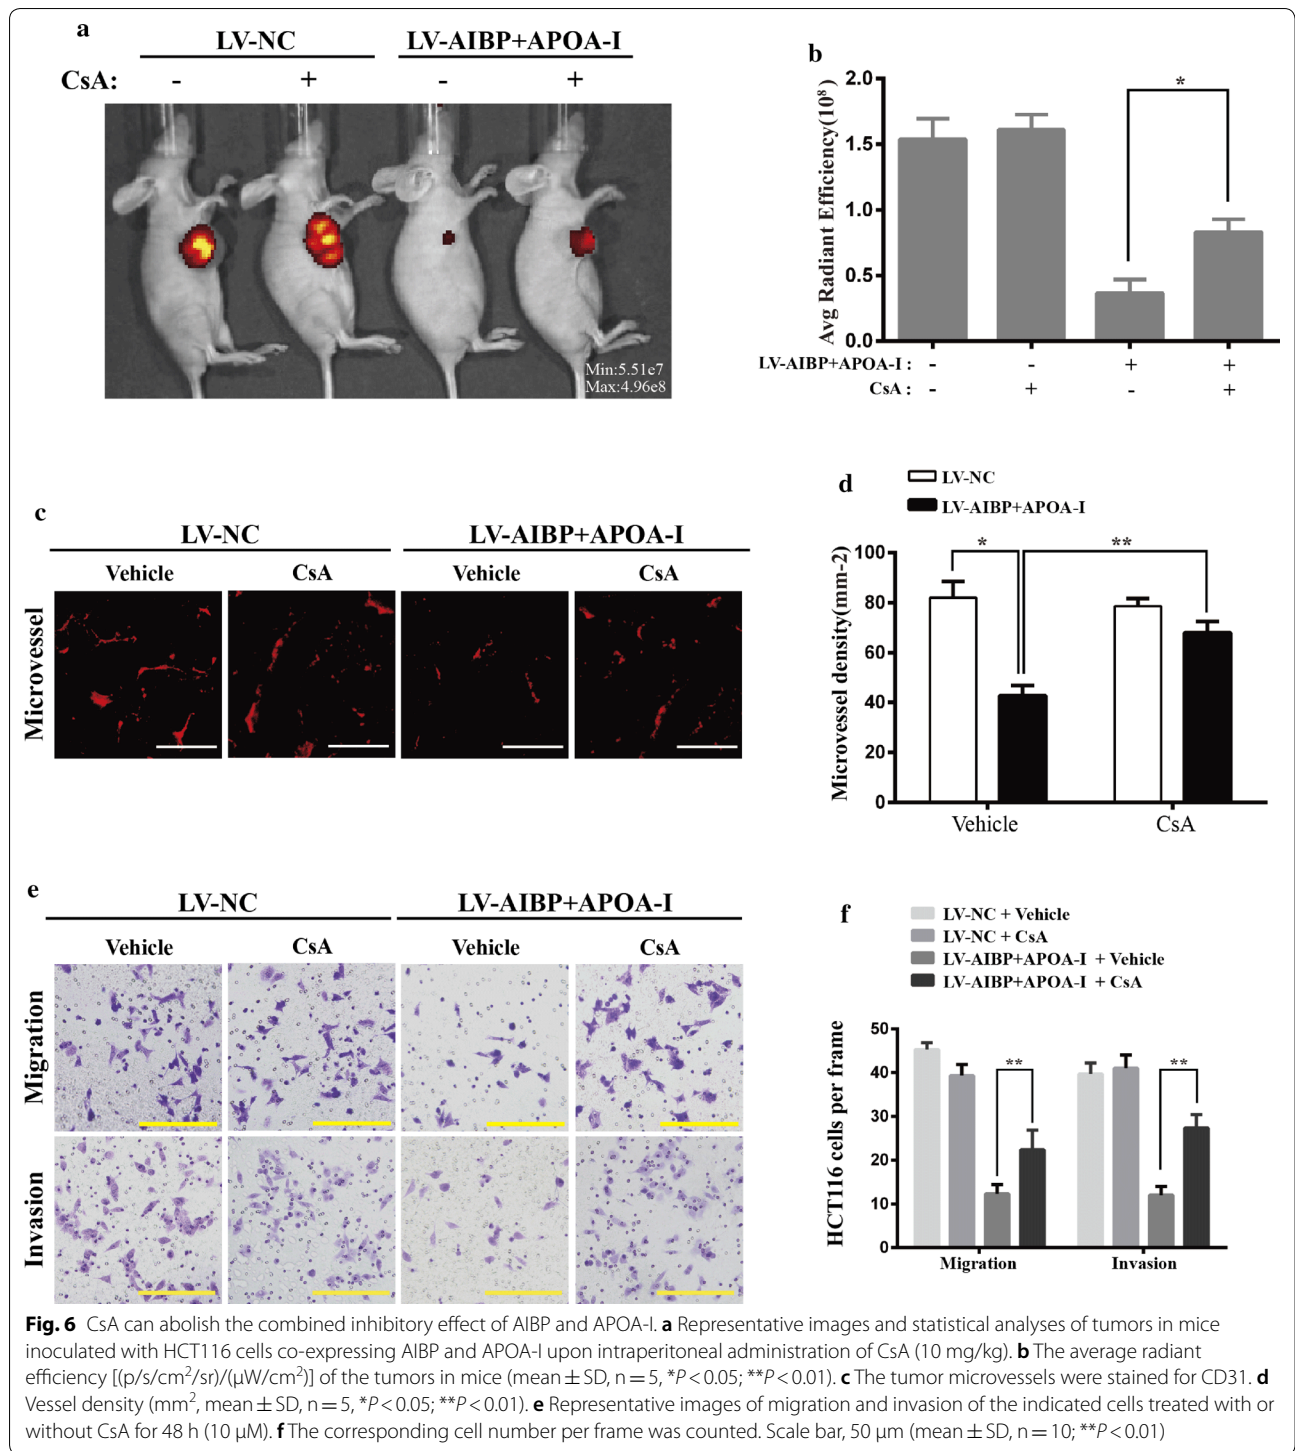 a
LV-NC LV-AIBP+APOA-I
CsA: - + - +
Min:5.51e7
Max:4.96e8
b
Avg Radiant Efficiency(10⁸)
2.0
1.5
1.0
0.5
0.0
*
LV-AIBP+APOA-I : - - + +
CsA : - + - +
c
LV-NC LV-AIBP+APOA-I
Vehicle CsA Vehicle CsA
Microvessel
d
LV-NC
LV-AIBP+APOA-I
Microvessel density(mm-2)
100
80
60
40
20
0
* **
Vehicle CsA
e
LV-NC LV-AIBP+APOA-I
Vehicle CsA Vehicle CsA
Migration
Invasion
f
LV-NC + Vehicle
LV-NC + CsA
LV-AIBP+APOA-I + Vehicle
LV-AIBP+APOA-I + CsA
HCT116 cells per frame
50
40
30
20
10
0
** **
Migration Invasion
Fig. 6 CsA can abolish the combined inhibitory effect of AIBP and APOA-I. a Representative images and statistical analyses of tumors in mice
inoculated with HCT116 cells co-expressing AIBP and APOA-I upon intraperitoneal administration of CsA (10 mg/kg). b The average radiant
efficiency [(p/s/cm²/sr)/(µW/cm²)] of the tumors in mice (mean ± SD, n = 5, *P < 0.05; **P < 0.01). c The tumor microvessels were stained for CD31. d
Vessel density (mm², mean ± SD, n = 5, *P < 0.05; **P < 0.01). e Representative images of migration and invasion of the indicated cells treated with or
without CsA for 48 h (10 µM). f The corresponding cell number per frame was counted. Scale bar, 50 µm (mean ± SD, n = 10; **P < 0.01)